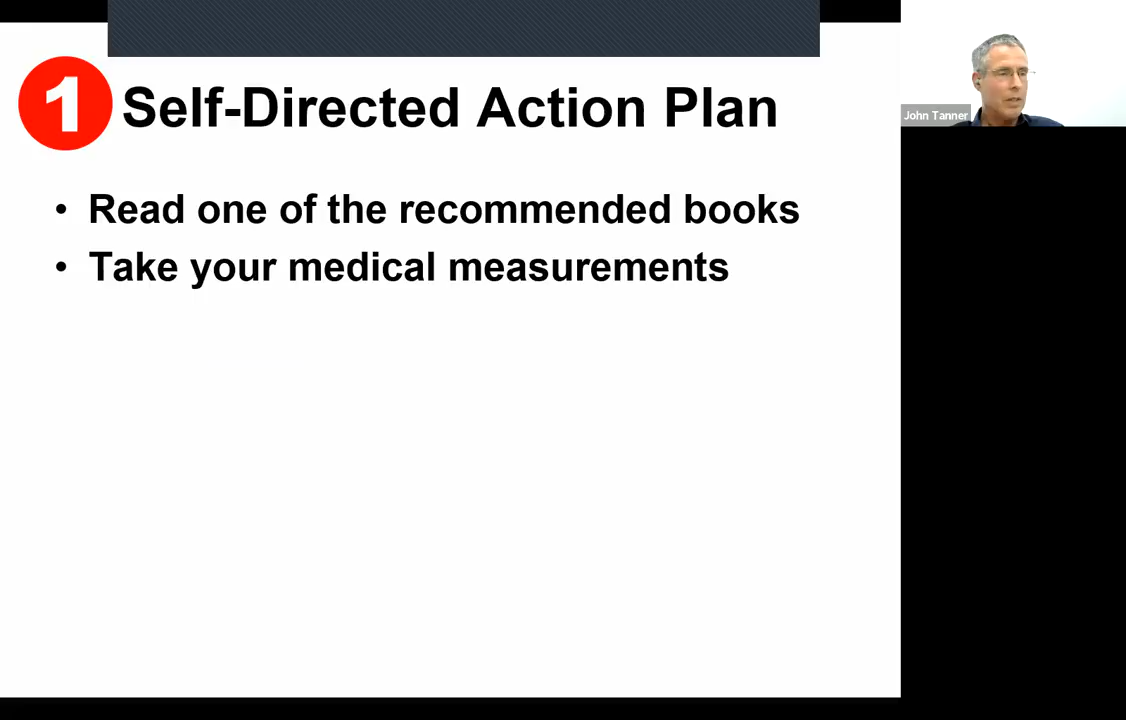 1 Self-Directed Action Plan
• Read one of the recommended books
• Take your medical measurements
John Tanner